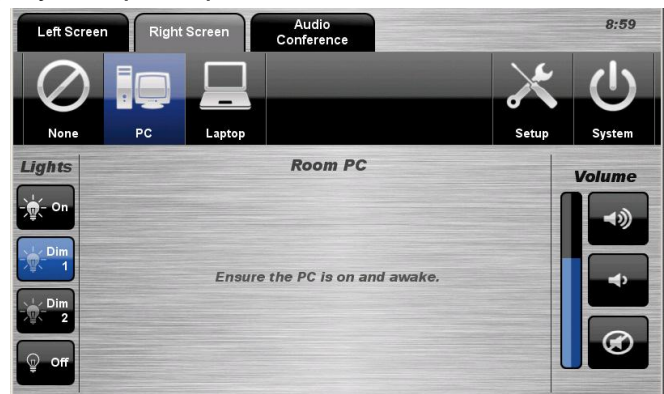 Left Screen
Right Screen
Audio
Conference
8:59
None
PC
Laptop
Setup
System
Lights
Room PC
Volume
On
Dim
1
Ensure the PC is on and awake.
Dim
2
Off